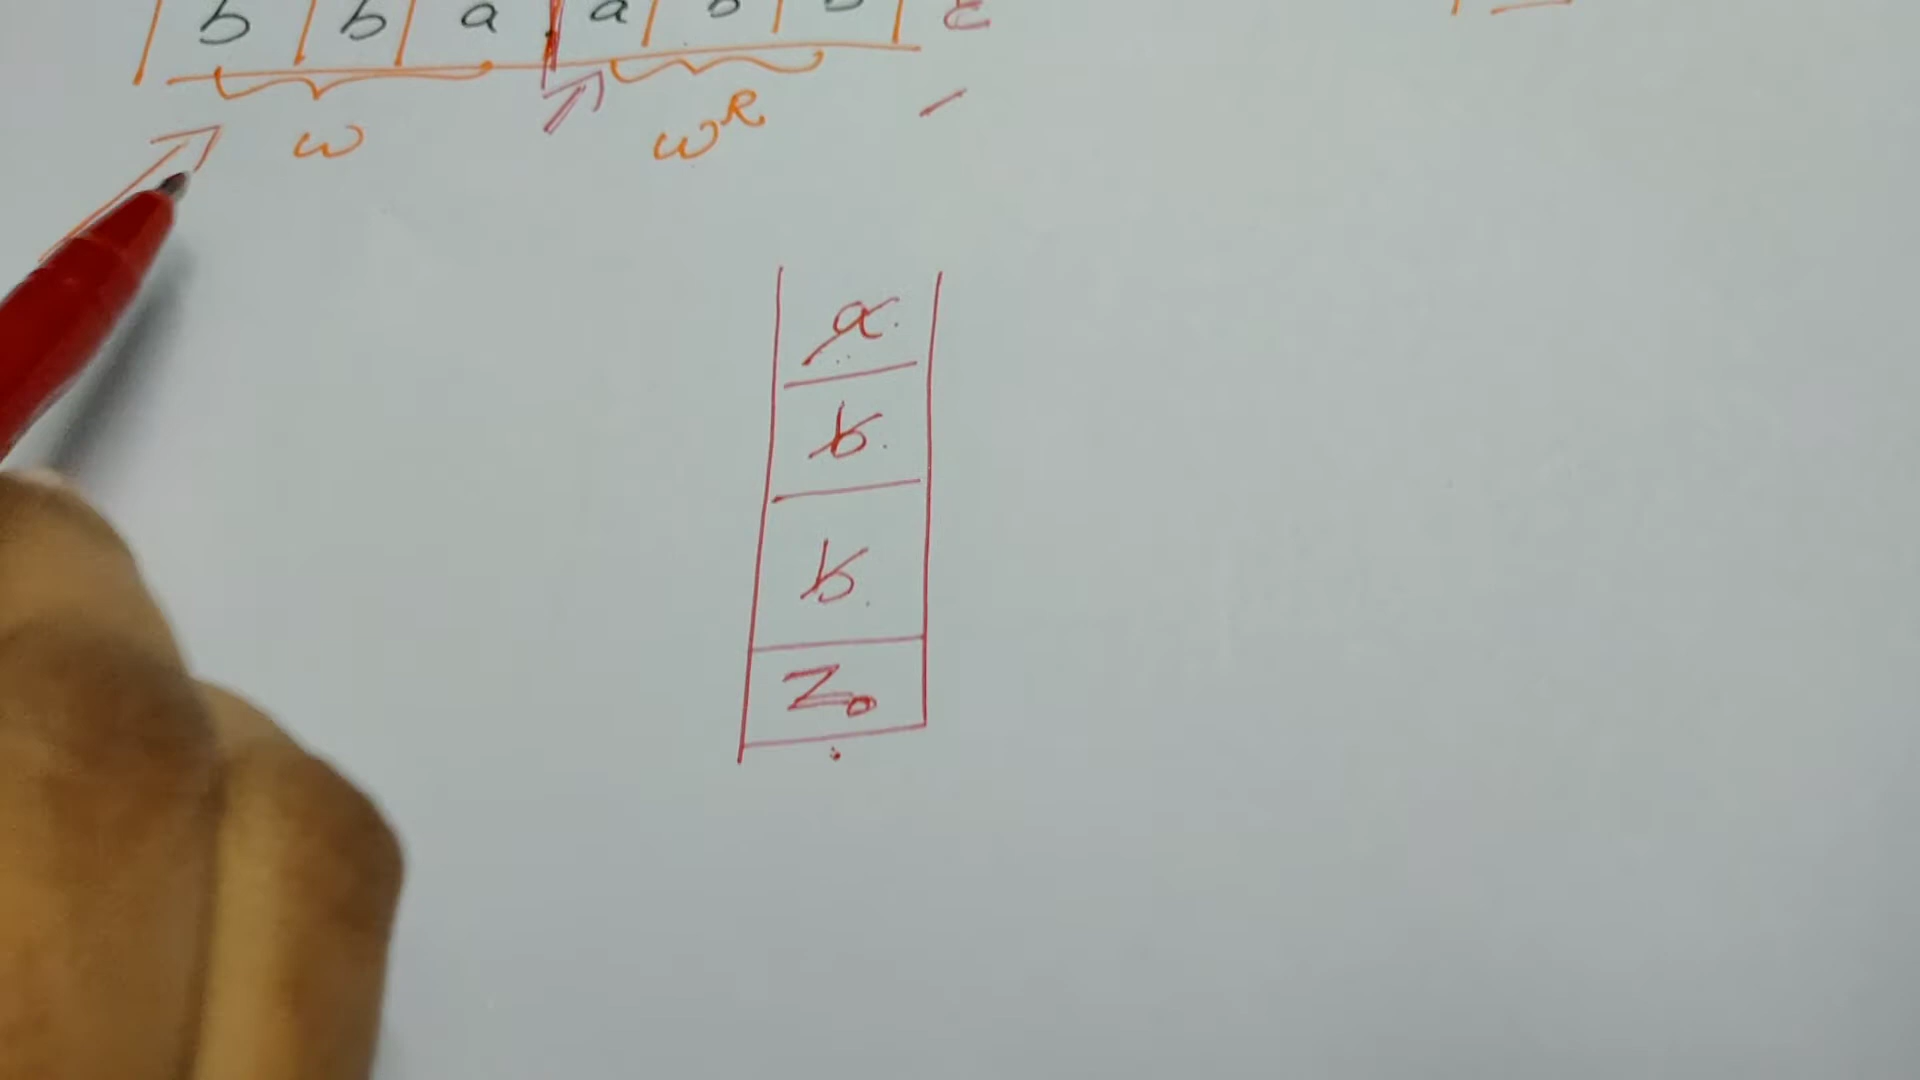 b b a a b b ε
w w^R
a
b
b
Z₀